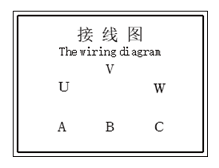 接线图
The wiring diagram
V
U W
A B C